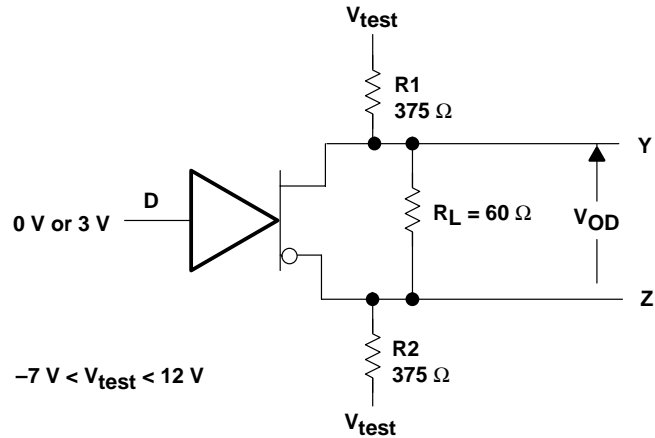 V_test
R1
375 Ω
Y
D
0 V or 3 V
R_L = 60 Ω
V_OD
Z
R2
375 Ω
–7 V < V_test < 12 V
V_test